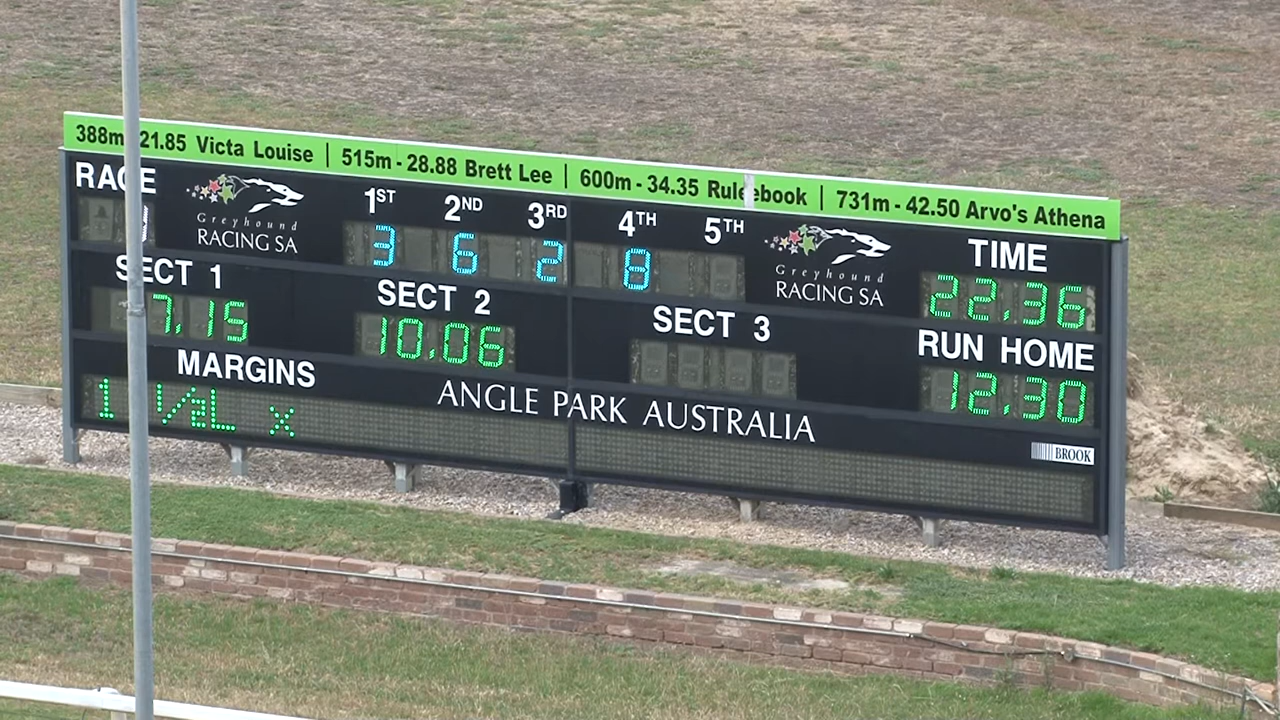 388m 21.85 Victa Louise | 515m - 28.88 Brett Lee | 600m - 34.35 Rulebook | 731m - 42.50 Arvo's Athena
RACE
Greyhound
RACING SA
1ST 2ND 3RD 4TH 5TH
3 6 2 8
Greyhound
RACING SA
TIME
22.36
SECT 1
7.15
SECT 2
10.06
SECT 3
RUN HOME
12.30
MARGINS
ANGLE PARK AUSTRALIA
BROOK